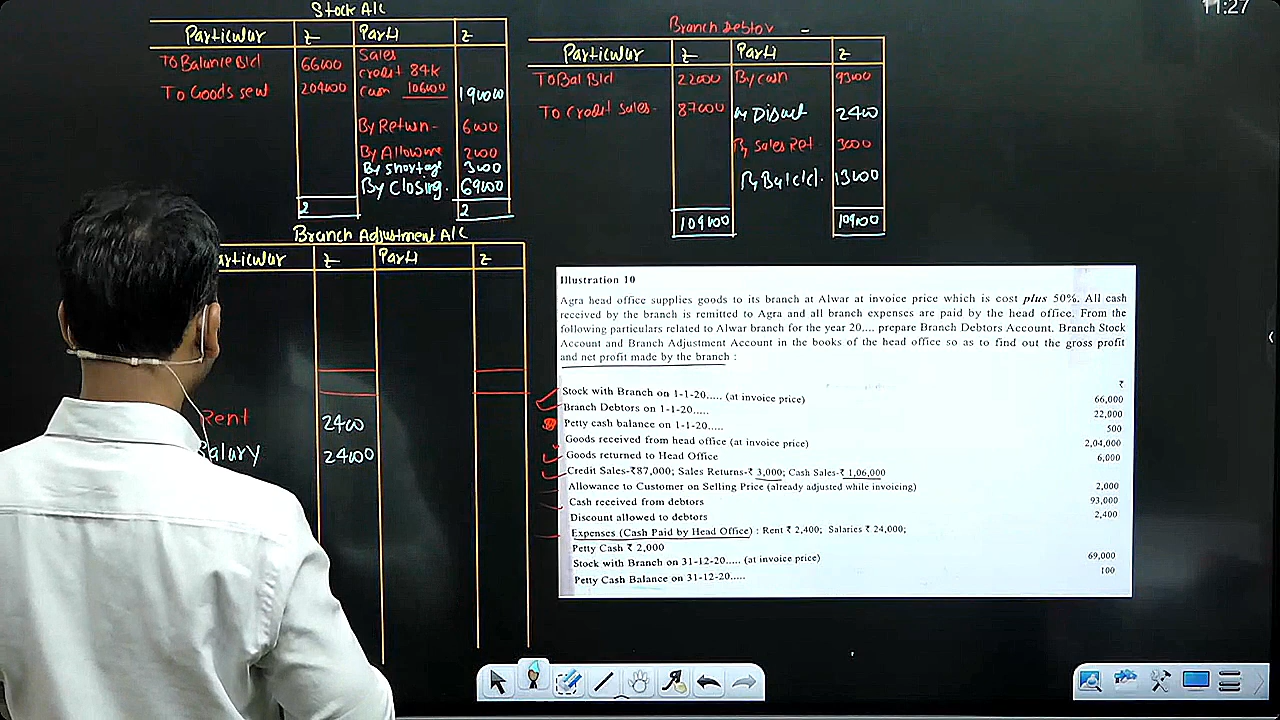 11:27
Stock A/c
Particular ₹ Parti ₹
To Balance B/d 66000 Sales
credit 84k
To Goods sent 204000 cash 106000 190000
By Return - 6000
By Allowance 2000
By Shortage 3000
By Closing. 69000
2 2
Branch Debtor -
Particular ₹ Parti ₹
To Bal B/d 22000 By cash 93000
To Credit Sales- 87000 By Discount 2400
By Sales Ret. 3000
By Bal c/d. 13000
109000 109000
Branch Adjustment A/c
articular ₹ Parti ₹
Rent 2400
Salary 24000
Illustration 10
Agra head office supplies goods to its branch at Alwar at invoice price which is cost plus 50%. All cash
received by the branch is remitted to Agra and all branch expenses are paid by the head office. From the
following particulars related to Alwar branch for the year 20.... prepare Branch Debtors Account, Branch Stock
Account and Branch Adjustment Account in the books of the head office so as to find out the gross profit
and net profit made by the branch :
₹
Stock with Branch on 1-1-20..... (at invoice price) 66,000
Branch Debtors on 1-1-20..... 22,000
Petty cash balance on 1-1-20..... 500
Goods received from head office (at invoice price) 2,04,000
Goods returned to Head Office 6,000
Credit Sales-₹87,000; Sales Returns-₹ 3,000; Cash Sales-₹ 1,06,000
Allowance to Customer on Selling Price (already adjusted while invoicing) 2,000
Cash received from debtors 93,000
Discount allowed to debtors 2,400
Expenses (Cash Paid by Head Office) : Rent ₹ 2,400; Salaries ₹ 24,000;
Petty Cash ₹ 2,000
Stock with Branch on 31-12-20..... (at invoice price) 69,000
Petty Cash Balance on 31-12-20..... 100